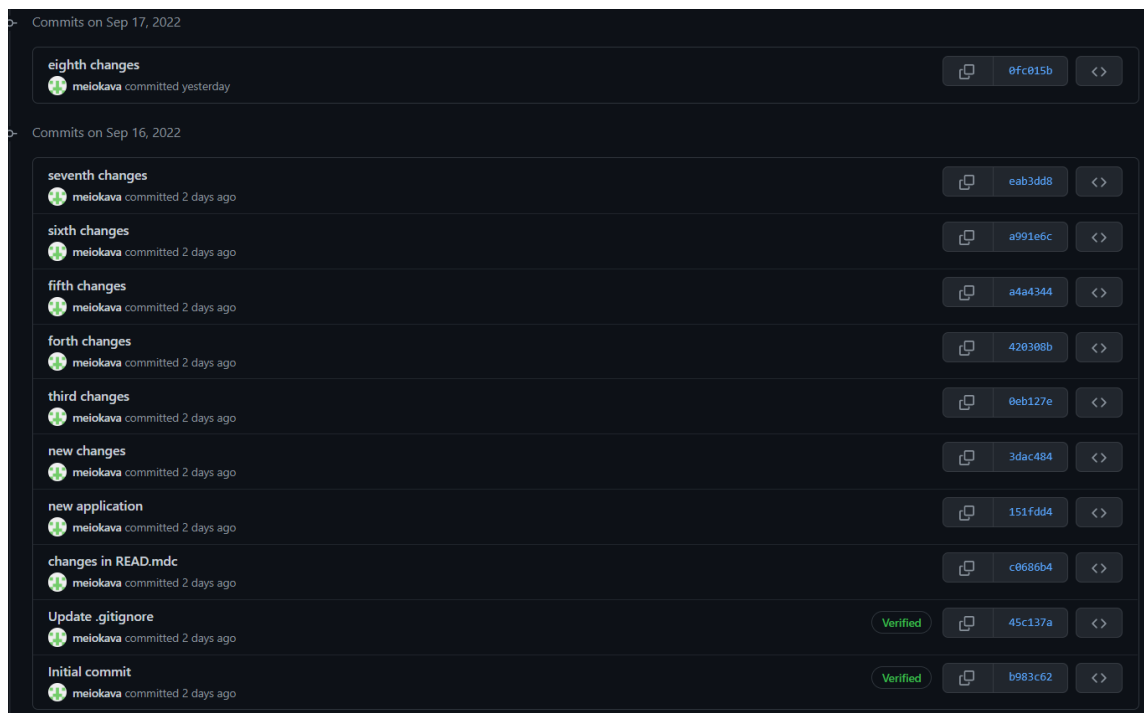 Commits on Sep 17, 2022
eighth changes
0fc015b
meiokava committed yesterday
Commits on Sep 16, 2022
seventh changes
eab3dd8
meiokava committed 2 days ago
sixth changes
a991e6c
meiokava committed 2 days ago
fifth changes
a4a4344
meiokava committed 2 days ago
forth changes
420308b
meiokava committed 2 days ago
third changes
0eb127e
meiokava committed 2 days ago
new changes
3dac484
meiokava committed 2 days ago
new application
151fdd4
meiokava committed 2 days ago
changes in READ.mdc
c0686b4
meiokava committed 2 days ago
Update .gitignore
Verified 45c137a
meiokava committed 2 days ago
Initial commit
Verified b983c62
meiokava committed 2 days ago